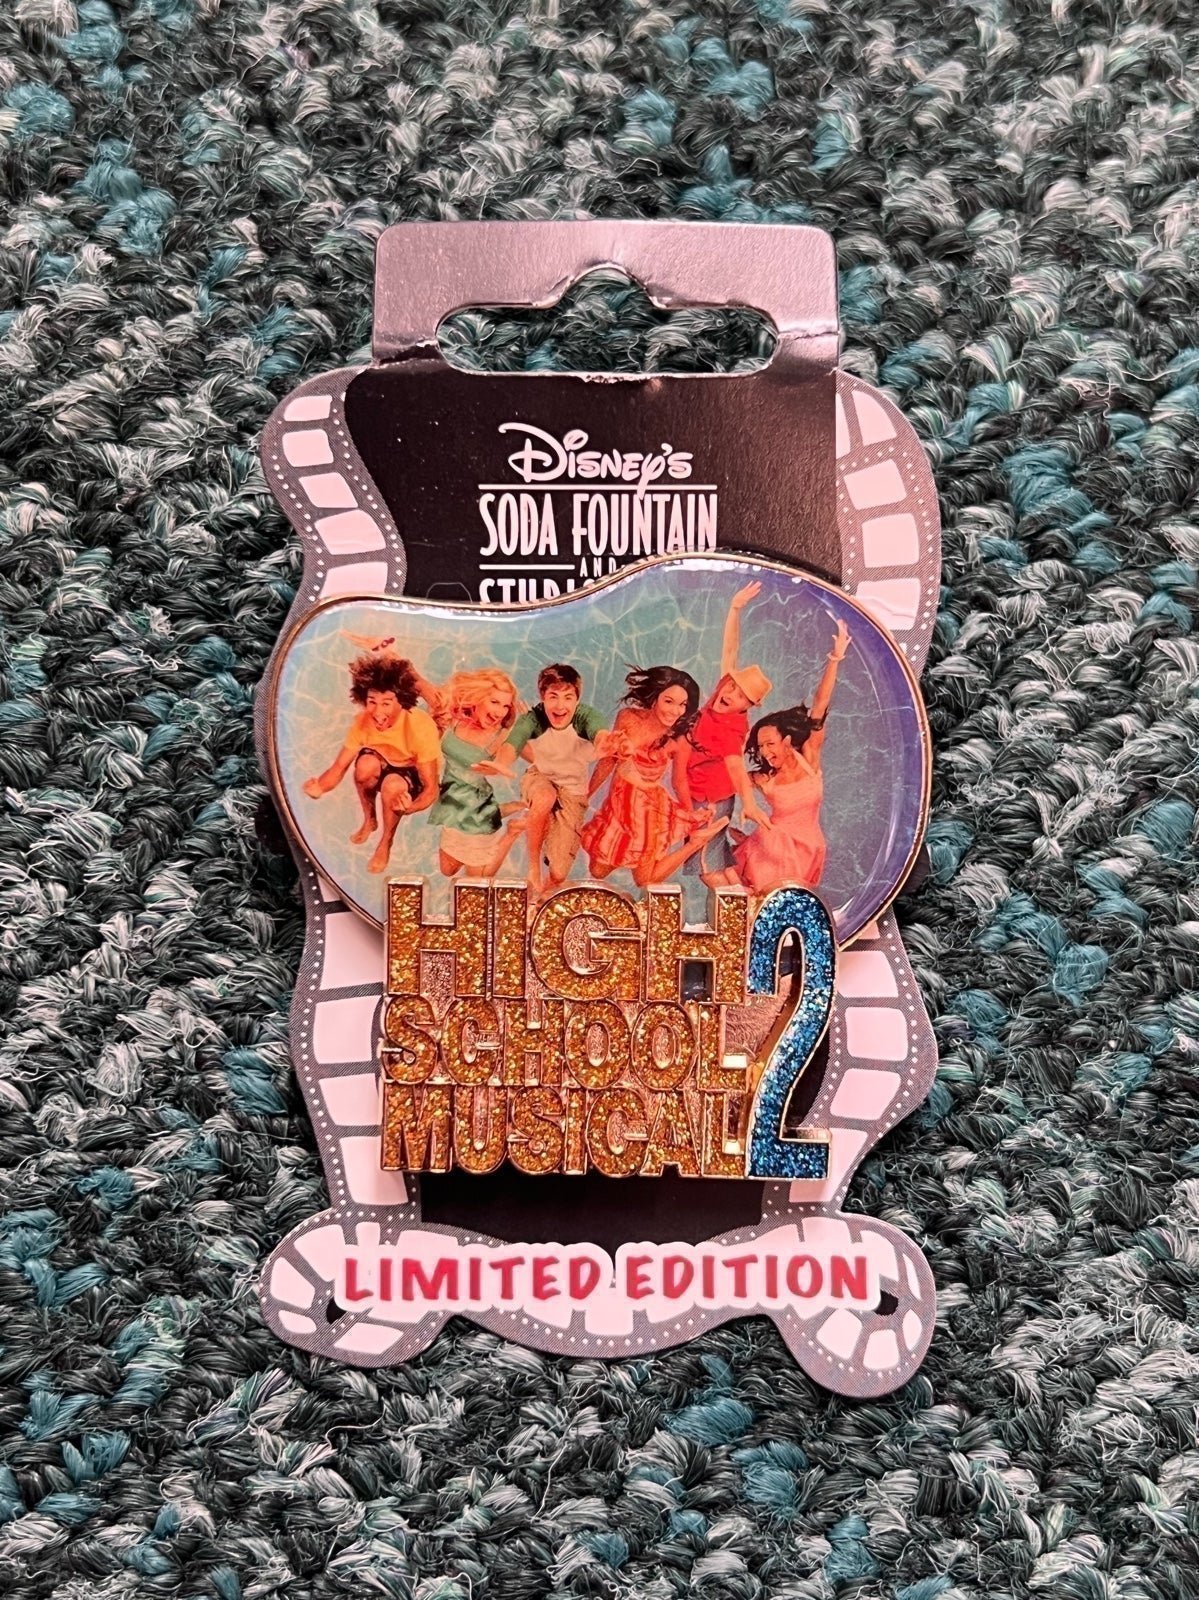 Disney's
SODA FOUNTAIN
AND
HIGH
SCHOOL
MUSICAL 2
LIMITED EDITION